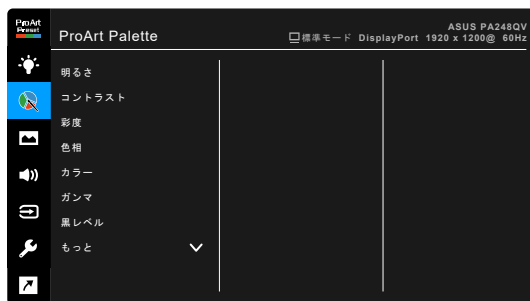 ProArt
Preset
ProArt Palette
ASUS PA248QV
標準モード DisplayPort 1920 x 1200@ 60Hz
明るさ
コントラスト
彩度
色相
カラー
ガンマ
黒レベル
もっと